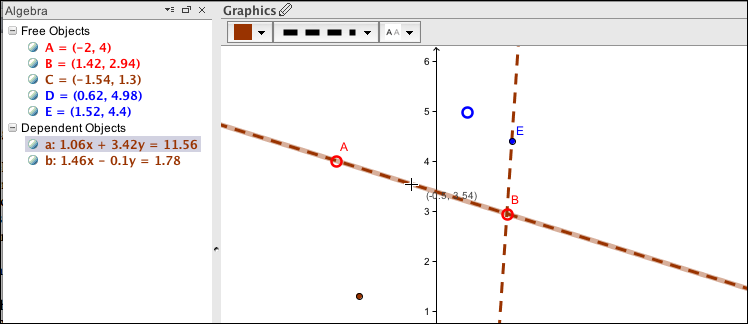 Algebra
Free Objects
A = (-2, 4)
B = (1.42, 2.94)
C = (-1.54, 1.3)
D = (0.62, 4.98)
E = (1.52, 4.4)
Dependent Objects
a: 1.06x + 3.42y = 11.56
b: 1.46x - 0.1y = 1.78
Graphics
A A
6
5
E
A
4
(-0.5, 3.54)
B
3
2
1